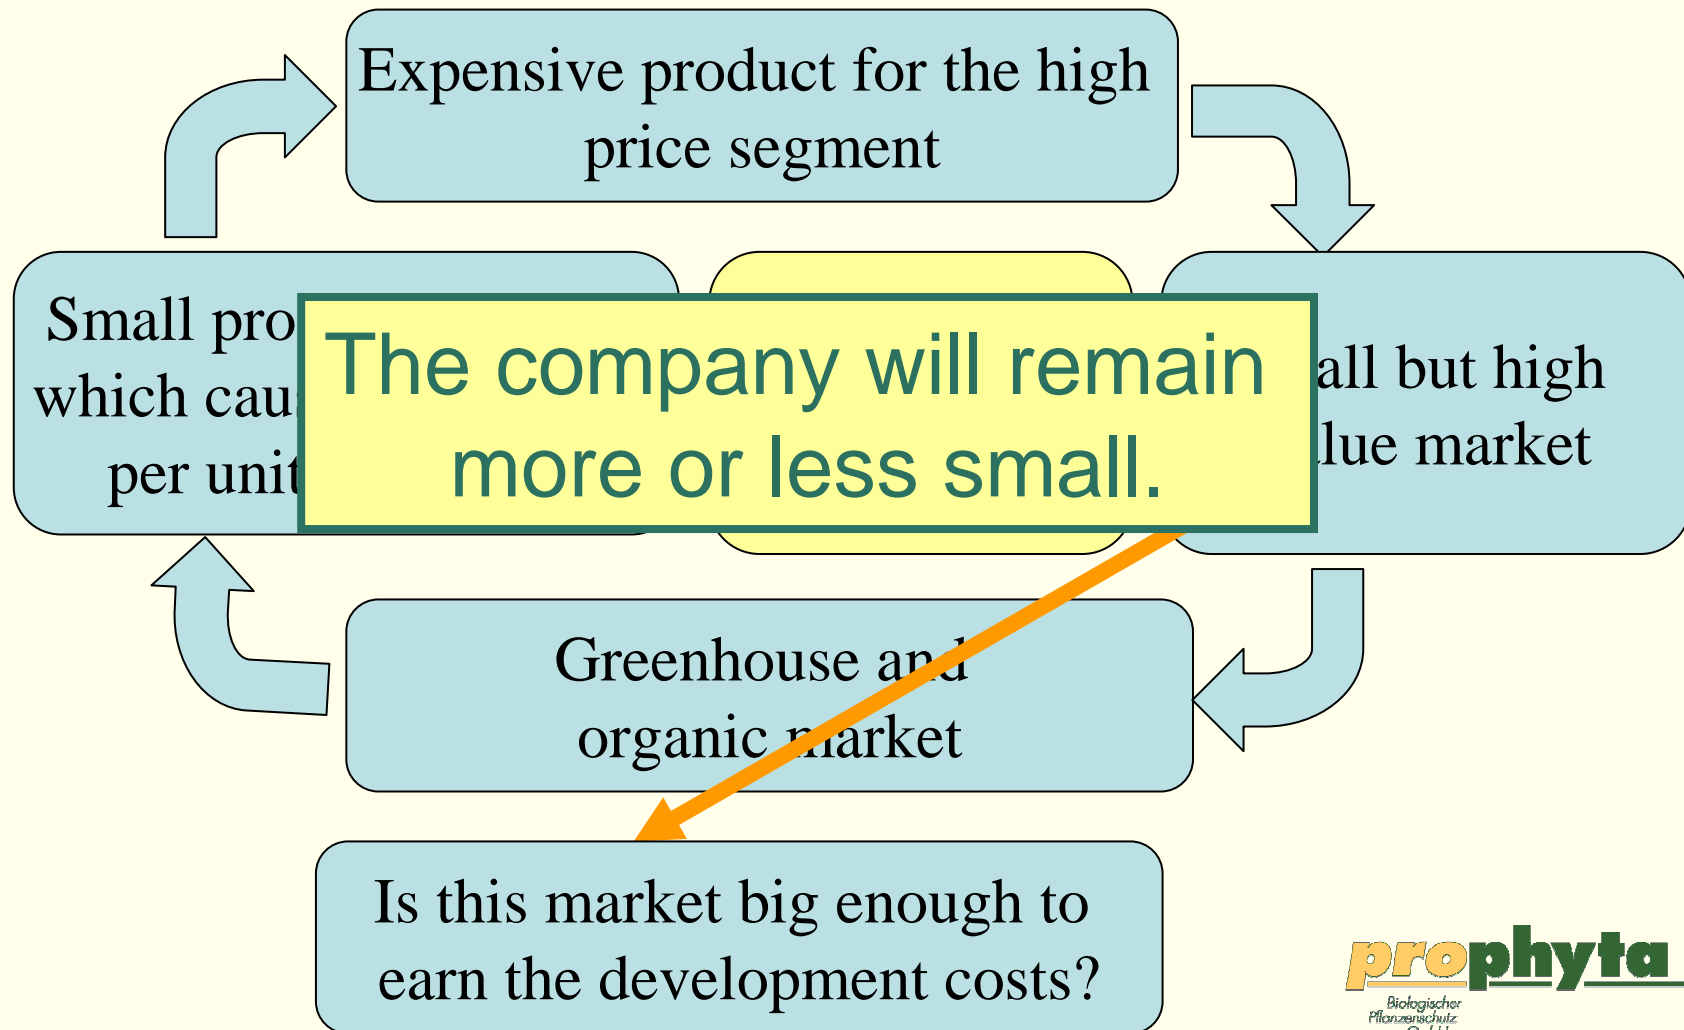 Expensive product for the high
price segment
Small pro
which cau
per unit
The company will remain
more or less small.
all but high
lue market
Greenhouse and
organic market
Is this market big enough to
earn the development costs?
prophyta
Biologischer
Pflanzenschutz